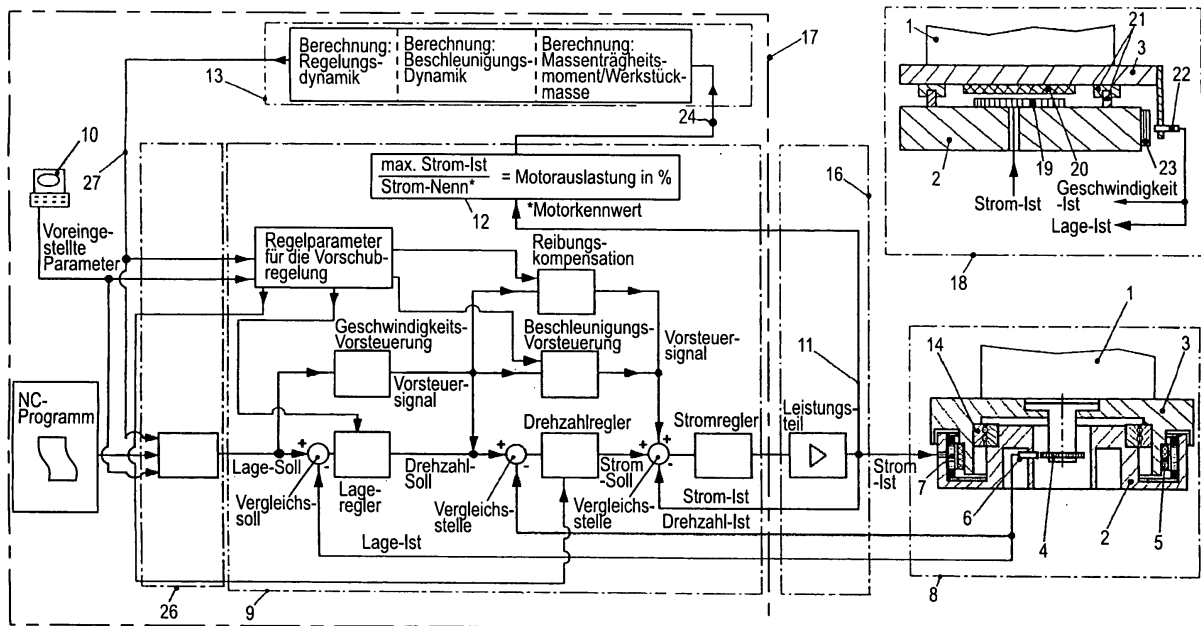 Berechnung:
Regelungs-
dynamik
Berechnung:
Beschleunigungs-
Dynamik
Berechnung:
Massenträgheits-
moment/Werkstück-
masse
13
17
24
10
27
Voreingestellte
Parameter
max. Strom-Ist
Strom-Nenn*
= Motorauslastung in %
12
*Motorkennwert
16
Regelparameter
für die Vorschub-
regelung
Reibungs-
kompensation
Geschwindigkeits-
Vorsteuerung
Beschleunigungs-
Vorsteuerung
Vorsteuer-
signal
Vorsteuer-
signal
11
NC-
Programm
Lage-Soll
+
-
Vergleichs-
soll
Lage-
regler
Drehzahl-
Soll
+
-
Vergleichs-
stelle
Drehzahlregler
Strom
-Soll
+
+
-
Vergleichs-
stelle
Stromregler
Leistungs-
teil
Strom
-Ist
Strom-Ist
Drehzahl-Ist
Lage-Ist
26
9
1
21
3
22
2
19
20
23
Strom-Ist
Geschwindigkeit
-Ist
Lage-Ist
18
1
14
3
7
6
4
2
5
8